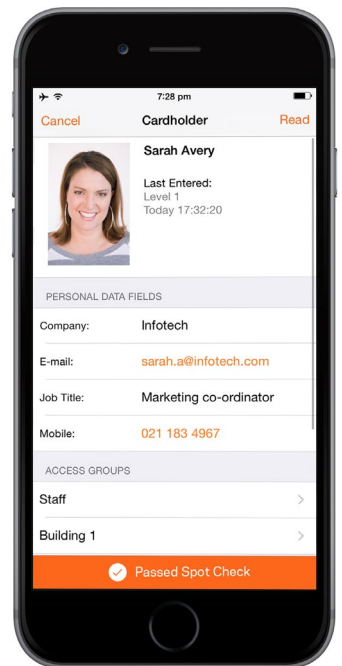 7:28 pm
Cancel Cardholder Read
Sarah Avery
Last Entered:
Level 1
Today 17:32:20
PERSONAL DATA FIELDS
Company: Infotech
E-mail: sarah.a@infotech.com
Job Title: Marketing co-ordinator
Mobile: 021 183 4967
ACCESS GROUPS
Staff
Building 1
Passed Spot Check